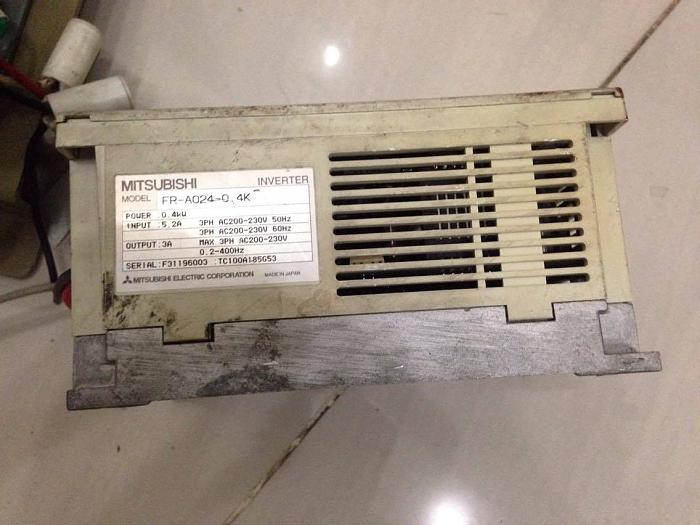 MITSUBISHI INVERTER
MODEL FR-A024-0.4K
POWER :0.4kW
INPUT :5.2A 3PH AC200-230V 50Hz
3PH AC200-230V 60Hz
OUTPUT:3A MAX 3PH AC200-230V
0.2-400Hz
SERIAL:F31196003 :TC100A185G53
MITSUBISHI ELECTRIC CORPORATION MADE IN JAPAN